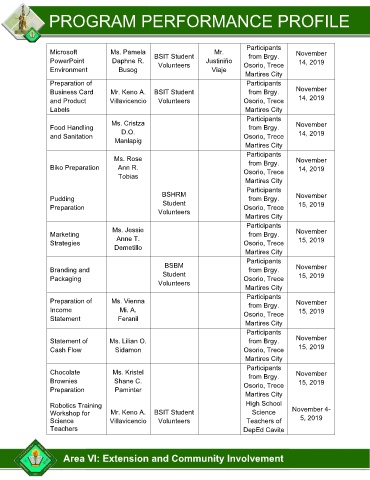 PROGRAM PERFORMANCE PROFILE
Microsoft
PowerPoint
Environment
Ms. Pamela
Daphne R.
Busog
BSIT Student
Volunteers
Mr.
Justiniño
Viaje
Participants
from Brgy.
Osorio, Trece
Martires City
November
14, 2019
Preparation of
Business Card
and Product
Labels
Mr. Keno A.
Villavicencio
BSIT Student
Volunteers
Participants
from Brgy.
Osorio, Trece
Martires City
November
14, 2019
Food Handling
and Sanitation
Ms. Cristza
D.O.
Manlapig
Participants
from Brgy.
Osorio, Trece
Martires City
November
14, 2019
Biko Preparation
Ms. Rose
Ann R.
Tobias
Participants
from Brgy.
Osorio, Trece
Martires City
November
14, 2019
Pudding
Preparation
BSHRM
Student
Volunteers
Participants
from Brgy.
Osorio, Trece
Martires City
November
15, 2019
Marketing
Strategies
Ms. Jessie
Anne T.
Demetillo
Participants
from Brgy.
Osorio, Trece
Martires City
November
15, 2019
Branding and
Packaging
BSBM
Student
Volunteers
Participants
from Brgy.
Osorio, Trece
Martires City
November
15, 2019
Preparation of
Income
Statement
Ms. Vienna
Mi. A.
Feranil
Participants
from Brgy.
Osorio, Trece
Martires City
November
15, 2019
Statement of
Cash Flow
Ms. Lilian O.
Sidamon
Participants
from Brgy.
Osorio, Trece
Martires City
November
15, 2019
Chocolate
Brownies
Preparation
Ms. Kristel
Shane C.
Paminter
Participants
from Brgy.
Osorio, Trece
Martires City
November
15, 2019
Robotics Training
Workshop for
Science
Teachers
Mr. Keno A.
Villavicencio
BSIT Student
Volunteers
High School
Science
Teachers of
DepEd Cavite
November 4-
5, 2019
Area VI: Extension and Community Involvement